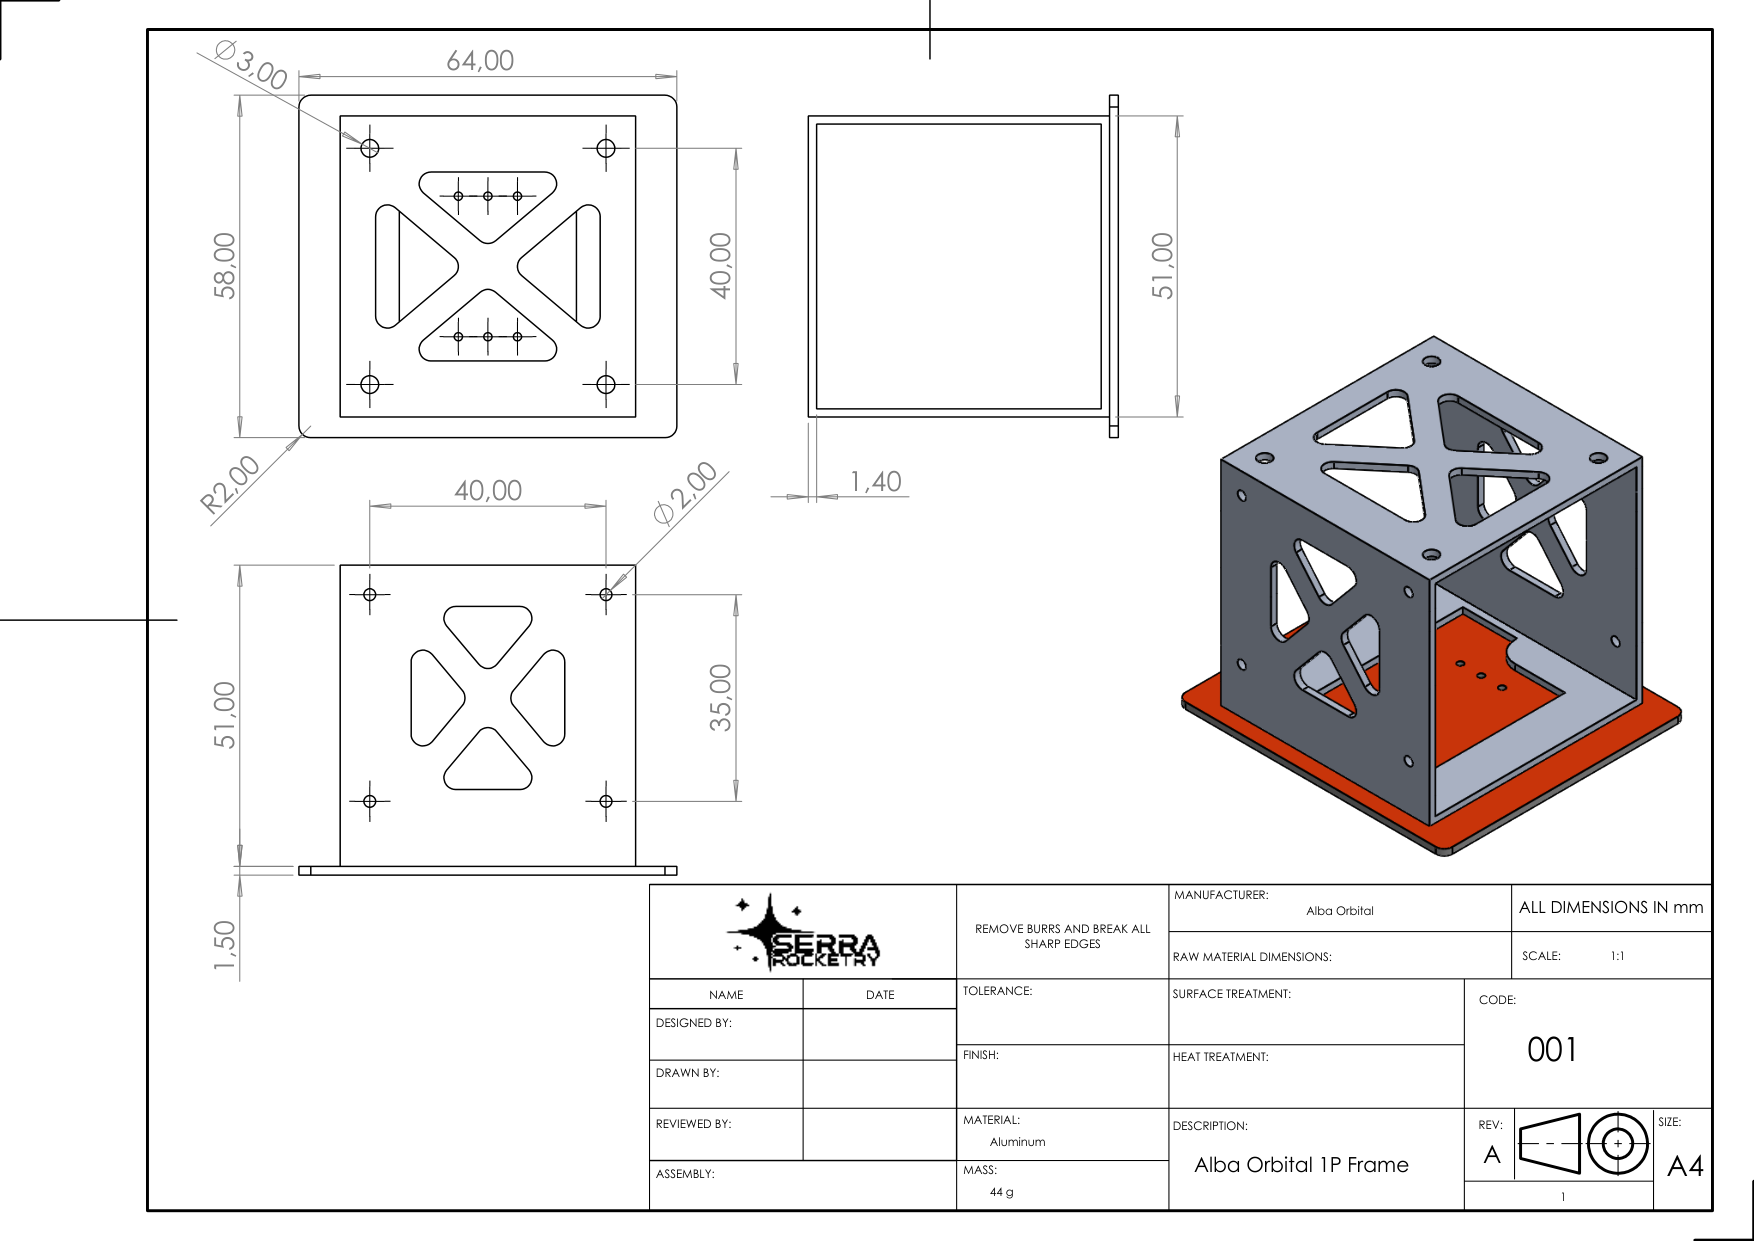 ∅3,00
64,00
58,00
40,00
51,00
R2,00
1,40
40,00
∅2,00
51,00
35,00
1,50
SERRA
ROCKETRY
REMOVE BURRS AND BREAK ALL
SHARP EDGES
MANUFACTURER:
Alba Orbital
ALL DIMENSIONS IN mm
RAW MATERIAL DIMENSIONS:
SCALE: 1:1
NAME DATE
TOLERANCE:
SURFACE TREATMENT:
CODE:
001
DESIGNED BY:
FINISH:
HEAT TREATMENT:
DRAWN BY:
REVIEWED BY:
MATERIAL:
Aluminum
DESCRIPTION:
Alba Orbital 1P Frame
REV:
A
SIZE:
A4
ASSEMBLY:
MASS:
44 g
1